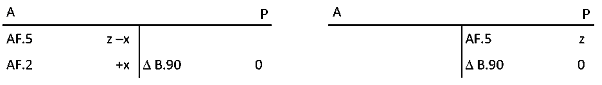 A P
AF.5 z –x
AF.2 +x Δ B.90 0
A P
AF.5 z
Δ B.90 0